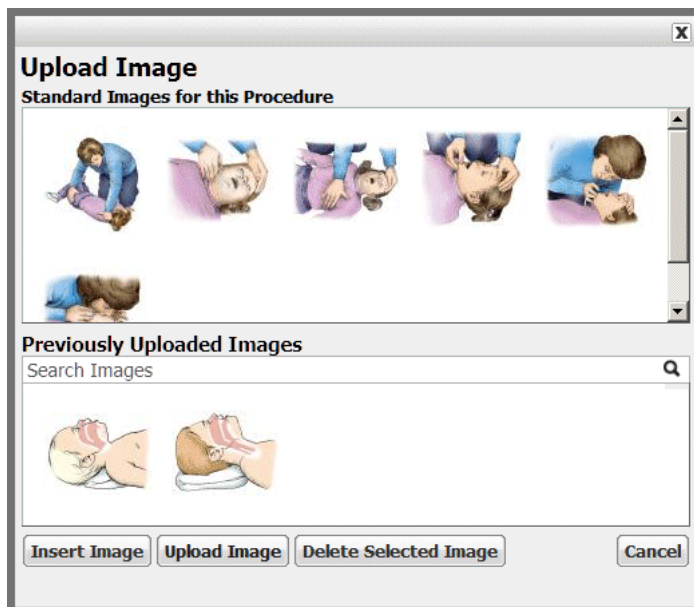 X
Upload Image
Standard Images for this Procedure
Previously Uploaded Images
Search Images
Insert Image Upload Image Delete Selected Image Cancel